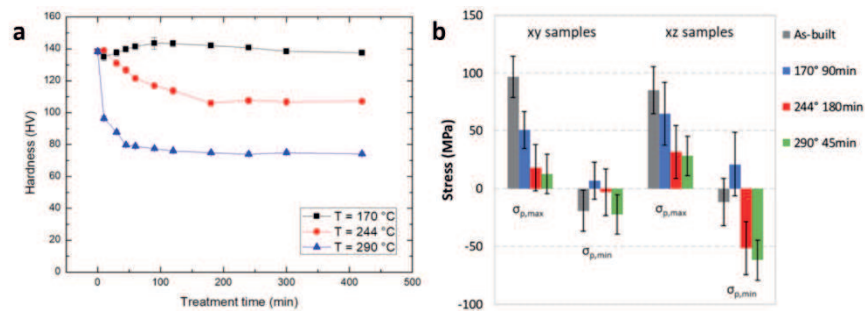 a
160
140
120
100
80
60
40
20
0
Hardness (HV)
0
100
200
300
400
500
Treatment time (min)
T = 170 °C
T = 244 °C
T = 290 °C
b
xy samples
xz samples
100
50
0
-50
-100
Stress (MPa)
σp,max
σp,min
σp,max
σp,min
As-built
170° 90min
244° 180min
290° 45min